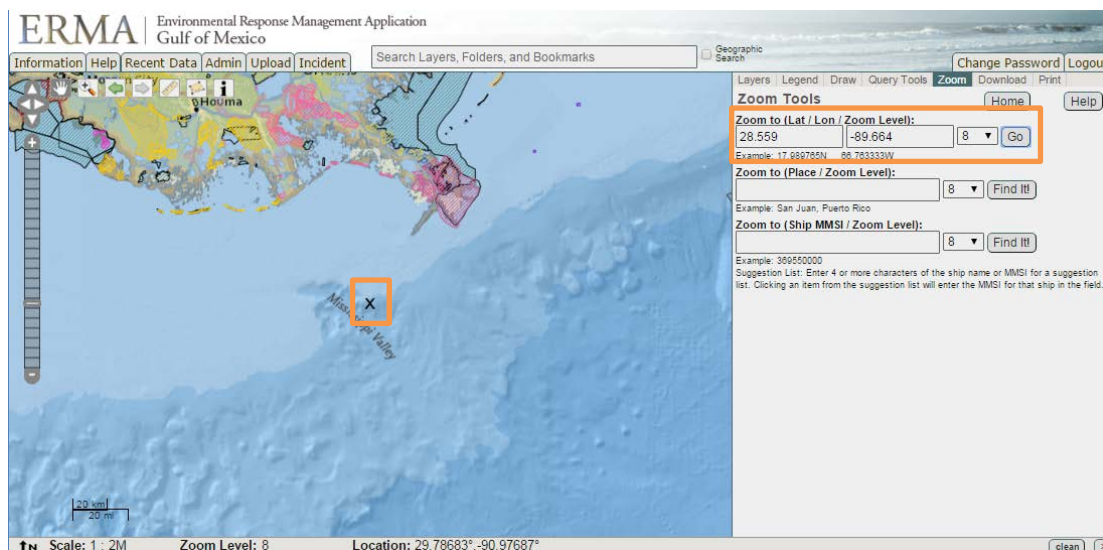 ERMA
Environmental Response Management Application
Gulf of Mexico
Search Layers, Folders, and Bookmarks
Geographic
Search
Information Help Recent Data Admin Upload Incident
Change Password Logou
Layers Legend Draw Query Tools Zoom Download Print
Zoom Tools
Home Help
Zoom to (Lat / Lon / Zoom Level):
28.559 -89.664 8 Go
Example: 17.989765N 66.763333W
Zoom to (Place / Zoom Level):
8 Find It!
Example: San Juan, Puerto Rico
Zoom to (Ship MMSI / Zoom Level):
8 Find It!
Example: 369550000
Suggestion List: Enter 4 or more characters of the ship name or MMSI for a suggestion
list. Clicking an item from the suggestion list will enter the MMSI for that ship in the field.
Houma
X
Mississippi Valley
20 km
20 mi
N Scale: 1 : 2M Zoom Level: 8 Location: 29.78683°,-90.97687°
clean